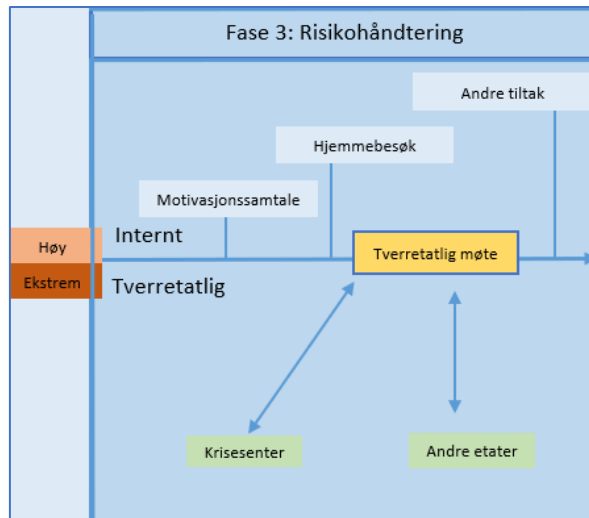 Fase 3: Risikohåndtering
Andre tiltak
Hjemmebesøk
Motivasjonssamtale
Internt
Høy
Tverretatlig møte
Ekstrem
Tverretatlig
Krisesenter
Andre etater